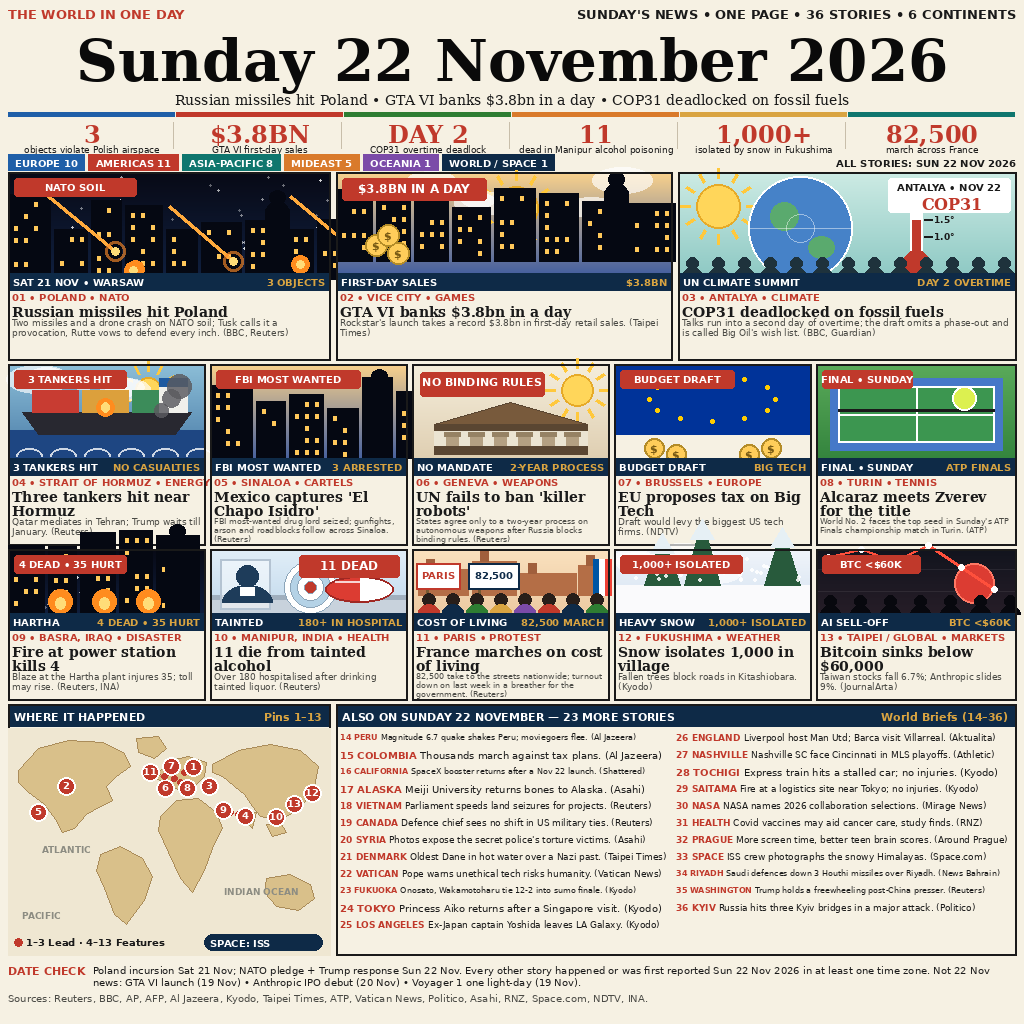 THE WORLD IN ONE DAY
SUNDAY'S NEWS • ONE PAGE • 36 STORIES • 6 CONTINENTS
Sunday 22 November 2026
Russian missiles hit Poland • GTA VI banks $3.8bn in a day • COP31 deadlocked on fossil fuels
3
objects violate Polish airspace
$3.8BN
GTA VI first-day sales
DAY 2
COP31 overtime deadlock
11
dead in Manipur alcohol poisoning
1,000+
isolated by snow in Fukushima
82,500
march across France
EUROPE 10
AMERICAS 11
ASIA-PACIFIC 8
MIDEAST 5
OCEANIA 1
WORLD / SPACE 1
ALL STORIES: SUN 22 NOV 2026
NATO SOIL
SAT 21 NOV • WARSAW
3 OBJECTS
01 • POLAND • NATO
Russian missiles hit Poland
Two missiles and a drone crash on NATO soil; Tusk calls it a
provocation, Rutte vows to defend every inch. (BBC, Reuters)
$3.8BN IN A DAY
$
$
$
FIRST-DAY SALES
$3.8BN
02 • VICE CITY • GAMES
GTA VI banks $3.8bn in a day
Rockstar's launch takes a record $3.8bn in first-day retail sales. (Taipei
Times)
ANTALYA • NOV 22
COP31
1.5°
1.0°
UN CLIMATE SUMMIT
DAY 2 OVERTIME
03 • ANTALYA • CLIMATE
COP31 deadlocked on fossil fuels
Talks run into a second day of overtime; the draft omits a phase-out and
is called Big Oil's wish list. (BBC, Guardian)
3 TANKERS HIT
3 TANKERS HIT
NO CASUALTIES
04 • STRAIT OF HORMUZ • ENERGY
Three tankers hit near
Hormuz
Qatar mediates in Tehran; Trump waits till
January. (Reuters)
FBI MOST WANTED
FBI MOST WANTED
3 ARRESTED
05 • SINALOA • CARTELS
Mexico captures 'El
Chapo Isidro'
FBI most-wanted drug lord seized; gunfights,
arson and roadblocks follow across Sinaloa.
(Reuters)
NO BINDING RULES
NO MANDATE
2-YEAR PROCESS
06 • GENEVA • WEAPONS
UN fails to ban 'killer
robots'
States agree only to a two-year process on
autonomous weapons after Russia blocks
binding rules. (Reuters)
BUDGET DRAFT
$
$
$
$
BUDGET DRAFT
BIG TECH
07 • BRUSSELS • EUROPE
EU proposes tax on Big
Tech
Draft would levy the biggest US tech
firms. (NDTV)
FINAL • SUNDAY
FINAL • SUNDAY
ATP FINALS
08 • TURIN • TENNIS
Alcaraz meets Zverev
for the title
World No. 2 faces the top seed in Sunday's ATP
Finals championship match in Turin. (ATP)
4 DEAD • 35 HURT
HARTHA
4 DEAD • 35 HURT
09 • BASRA, IRAQ • DISASTER
Fire at power station
kills 4
Blaze at the Hartha plant injures 35; toll
may rise. (Reuters, INA)
11 DEAD
TAINTED
180+ IN HOSPITAL
10 • MANIPUR, INDIA • HEALTH
11 die from tainted
alcohol
Over 180 hospitalised after drinking
tainted liquor. (Reuters)
PARIS
82,500
COST OF LIVING
82,500 MARCH
11 • PARIS • PROTEST
France marches on cost
of living
82,500 take to the streets nationwide; turnout
down on last week in a breather for the
government. (Reuters)
1,000+ ISOLATED
HEAVY SNOW
1,000+ ISOLATED
12 • FUKUSHIMA • WEATHER
Snow isolates 1,000 in
village
Fallen trees block roads in Kitashiobara.
(Kyodo)
BTC <$60K
AI SELL-OFF
BTC <$60K
13 • TAIPEI / GLOBAL • MARKETS
Bitcoin sinks below
$60,000
Taiwan stocks fall 6.7%; Anthropic slides
9%. (JournalArta)
WHERE IT HAPPENED
Pins 1–13
11
7
1
2
6
8
3
12
5
9
4
10
13
ATLANTIC
INDIAN OCEAN
PACIFIC
1–3 Lead · 4–13 Features
SPACE: ISS
ALSO ON SUNDAY 22 NOVEMBER — 23 MORE STORIES
World Briefs (14–36)
14 PERU Magnitude 6.7 quake shakes Peru; moviegoers flee. (Al Jazeera)
15 COLOMBIA Thousands march against tax plans. (Al Jazeera)
16 CALIFORNIA SpaceX booster returns after a Nov 22 launch. (Shattered)
17 ALASKA Meiji University returns bones to Alaska. (Asahi)
18 VIETNAM Parliament speeds land seizures for projects. (Reuters)
19 CANADA Defence chief sees no shift in US military ties. (Reuters)
20 SYRIA Photos expose the secret police's torture victims. (Asahi)
21 DENMARK Oldest Dane in hot water over a Nazi past. (Taipei Times)
22 VATICAN Pope warns unethical tech risks humanity. (Vatican News)
23 FUKUOKA Onosato, Wakamotoharu tie 12-2 into sumo finale. (Kyodo)
24 TOKYO Princess Aiko returns after a Singapore visit. (Kyodo)
25 LOS ANGELES Ex-Japan captain Yoshida leaves LA Galaxy. (Kyodo)
26 ENGLAND Liverpool host Man Utd; Barca visit Villarreal. (Aktualita)
27 NASHVILLE Nashville SC face Cincinnati in MLS playoffs. (Athletic)
28 TOCHIGI Express train hits a stalled car; no injuries. (Kyodo)
29 SAITAMA Fire at a logistics site near Tokyo; no injuries. (Kyodo)
30 NASA NASA names 2026 collaboration selections. (Mirage News)
31 HEALTH Covid vaccines may aid cancer care, study finds. (RNZ)
32 PRAGUE More screen time, better teen brain scores. (Around Prague)
33 SPACE ISS crew photographs the snowy Himalayas. (Space.com)
34 RIYADH Saudi defences down 3 Houthi missiles over Riyadh. (News Bahrain)
35 WASHINGTON Trump holds a freewheeling post-China presser. (Reuters)
36 KYIV Russia hits three Kyiv bridges in a major attack. (Politico)
DATE CHECK
Poland incursion Sat 21 Nov; NATO pledge + Trump response Sun 22 Nov. Every other story happened or was first reported Sun 22 Nov 2026 in at least one time zone. Not 22 Nov
news: GTA VI launch (19 Nov) • Anthropic IPO debut (20 Nov) • Voyager 1 one light-day (19 Nov).
Sources: Reuters, BBC, AP, AFP, Al Jazeera, Kyodo, Taipei Times, ATP, Vatican News, Politico, Asahi, RNZ, Space.com, NDTV, INA.